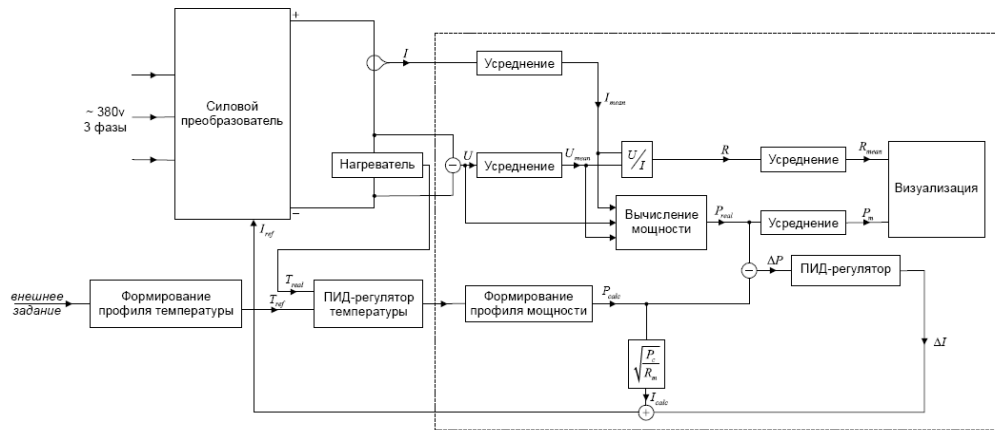 +
I
Усреднение
I_mean
~ 380v
3 фазы
Силовой
преобразователь
Нагреватель
−
U
Усреднение
U_mean
U/I
R
Усреднение
R_mean
Визуализация
−
I_ref
Вычисление
мощности
P_real
Усреднение
P_m
−
ΔP
ПИД-регулятор
T_real
внешнее
задание
Формирование
профиля температуры
T_ref
ПИД-регулятор
температуры
Формирование
профиля мощности
P_calc
√(P_c/R_m)
ΔI
I_calc
+